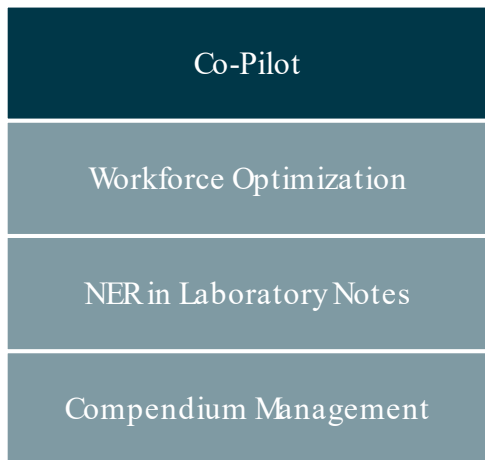 Co-Pilot
Workforce Optimization
NER in Laboratory Notes
Compendium Management